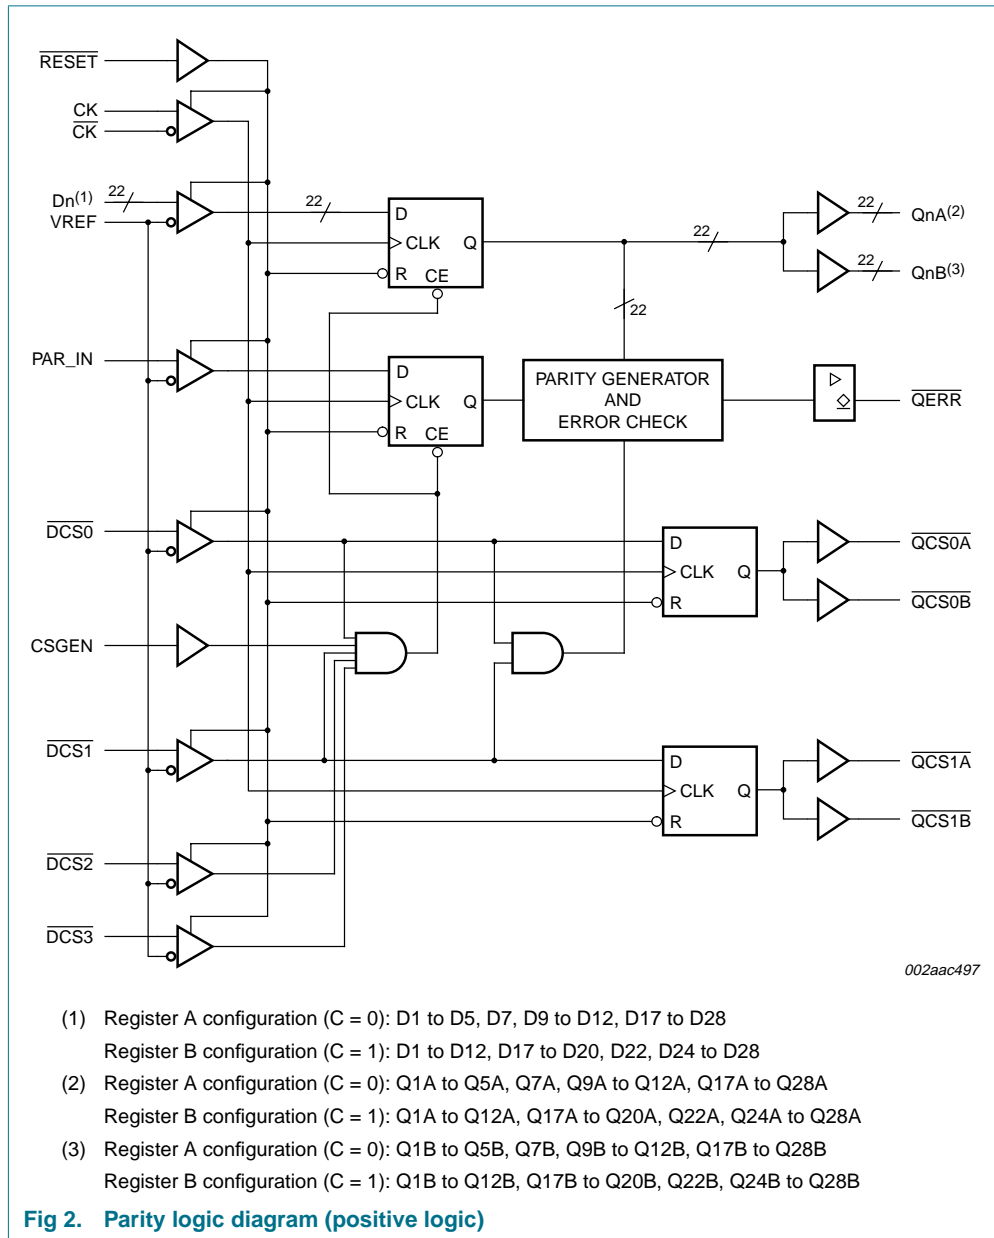 RESET
CK
CK
Dn(1) 22 22 D CLK Q R CE 22 22 QnA(2)
VREF
22 QnB(3)
22
PAR_IN D CLK Q R CE
PARITY GENERATOR
AND
ERROR CHECK
QERR
DCS0 D CLK Q R QCS0A
QCS0B
CSGEN
DCS1 D CLK Q R QCS1A
QCS1B
DCS2
DCS3
002aac497
(1) Register A configuration (C = 0): D1 to D5, D7, D9 to D12, D17 to D28
Register B configuration (C = 1): D1 to D12, D17 to D20, D22, D24 to D28
(2) Register A configuration (C = 0): Q1A to Q5A, Q7A, Q9A to Q12A, Q17A to Q28A
Register B configuration (C = 1): Q1A to Q12A, Q17A to Q20A, Q22A, Q24A to Q28A
(3) Register A configuration (C = 0): Q1B to Q5B, Q7B, Q9B to Q12B, Q17B to Q28B
Register B configuration (C = 1): Q1B to Q12B, Q17B to Q20B, Q22B, Q24B to Q28B
Fig 2. Parity logic diagram (positive logic)